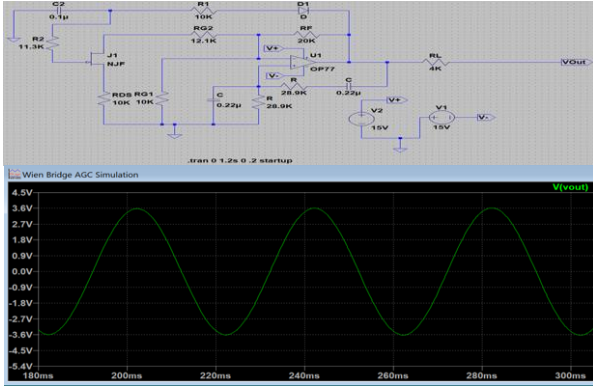 C2
0.1µ
R1
10K
D1
D
R2
11.3K
RG2
12.1K
RF
20K
J1
NJF
V+
U1
OP77
V-
RDS
10K
RG1
10K
C
0.22µ
R
28.9K
R
28.9K
C
0.22µ
RL
4K
VOut
V2
15V
V+
V1
15V
V-
.tran 0 1.2s 0 .2 startup
Wien Bridge AGC Simulation
V(vout)
4.5V
3.6V
2.7V
1.8V
0.9V
0.0V
-0.9V
-1.8V
-2.7V
-3.6V
-4.5V
-5.4V
180ms 200ms 220ms 240ms 260ms 280ms 300ms